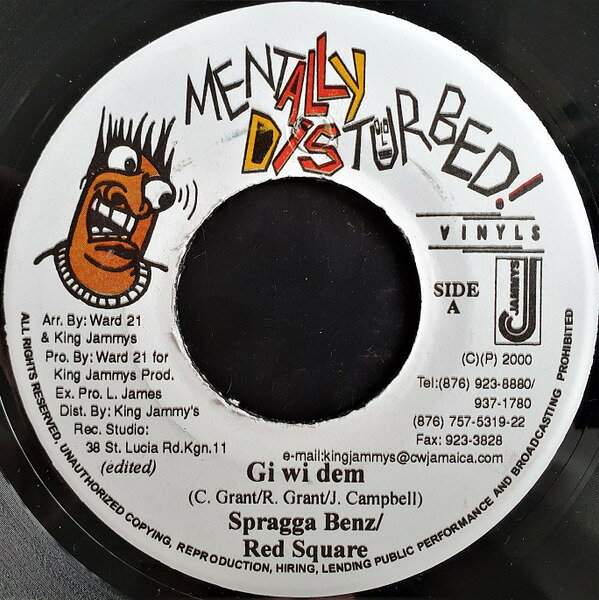 MENTALLY
DISTURBED!
VINYLS
SIDE
A
JAMMYS
J
Arr. By: Ward 21
& King Jammys
Pro. By: Ward 21 for
King Jammys Prod.
Ex. Pro. L. James
Dist. By: King Jammy's
Rec. Studio:
38 St. Lucia Rd.Kgn.11
(edited)
(C)(P) 2000
Tel:(876) 923-8880/
937-1780
(876) 757-5319-22
Fax: 923-3828
e-mail:kingjammys@cwjamaica.com
Gi wi dem
(C. Grant/R. Grant/J. Campbell)
Spragga Benz/
Red Square
ALL RIGHTS RESERVED. UNAUTHORIZED COPYING, REPRODUCTION, HIRING, LENDING PUBLIC PERFORMANCE AND BROADCASTING PROHIBITED